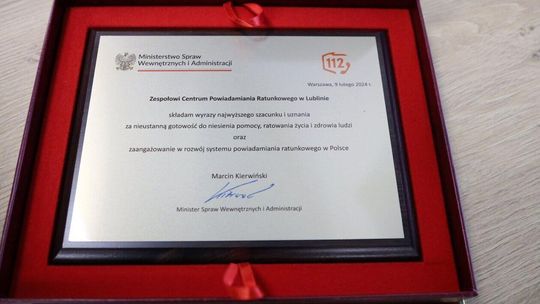 Ministerstwo Spraw
Wewnętrznych i Administracji
112
Warszawa, 9 lutego 2024 r.
Zespołowi Centrum Powiadamiania Ratunkowego w Lublinie
składam wyrazy najwyższego szacunku i uznania
za nieustanną gotowość do niesienia pomocy, ratowania życia i zdrowia ludzi
oraz
zaangażowanie w rozwój systemu powiadamiania ratunkowego w Polsce
Marcin Kierwiński
Minister Spraw Wewnętrznych i Administracji